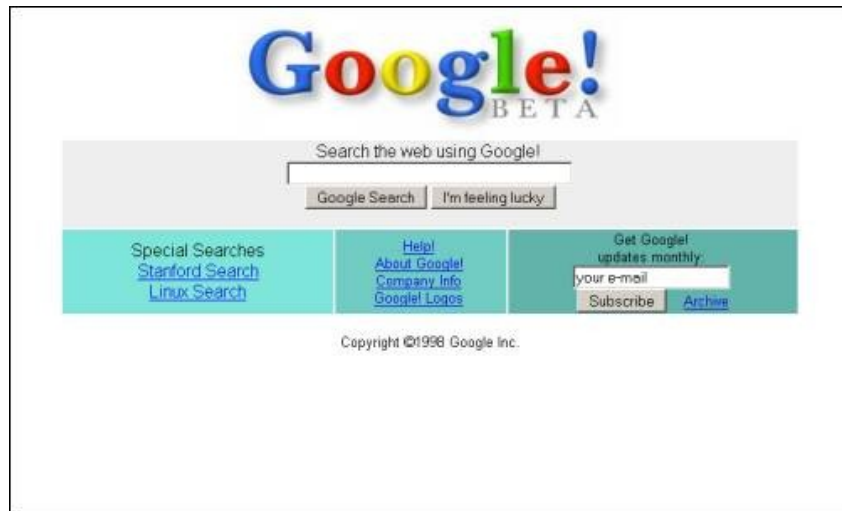 Google!
BETA
Search the web using Google!
Google Search
I'm feeling lucky
Special Searches
Stanford Search
Linux Search
Help!
About Google!
Company Info
Google! Logos
Get Google!
updates monthly:
your e-mail
Subscribe Archive
Copyright ©1998 Google Inc.